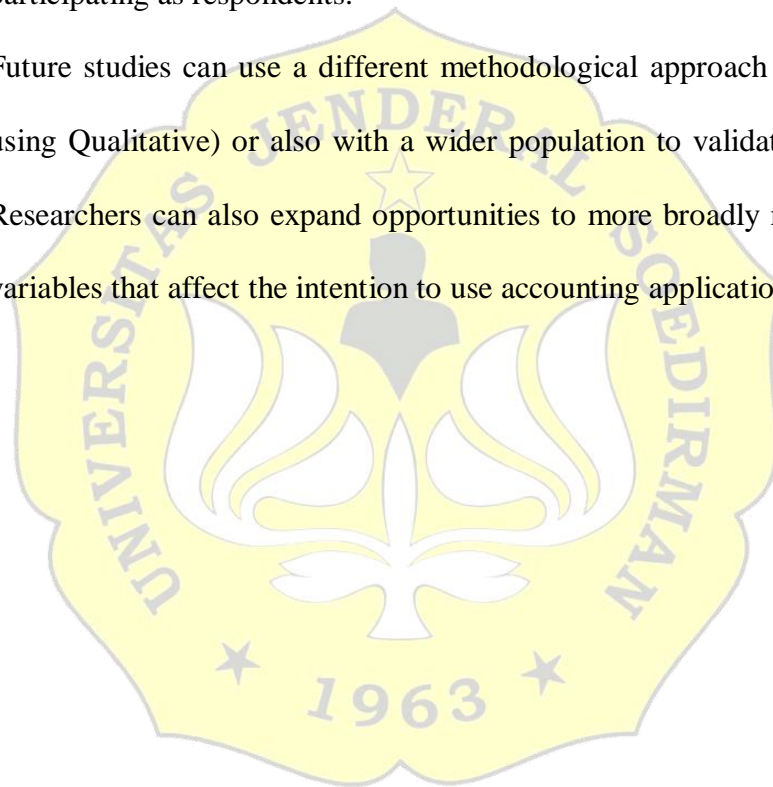 participating as respondents.
Future studies can use a different methodological approach
using Qualitative) or also with a wider population to
Researchers can also expand opportunities to more broadly
variables that affect the intention to use accounting
UNIVERSITAS JENDERAL SOEDIRMAN
1963